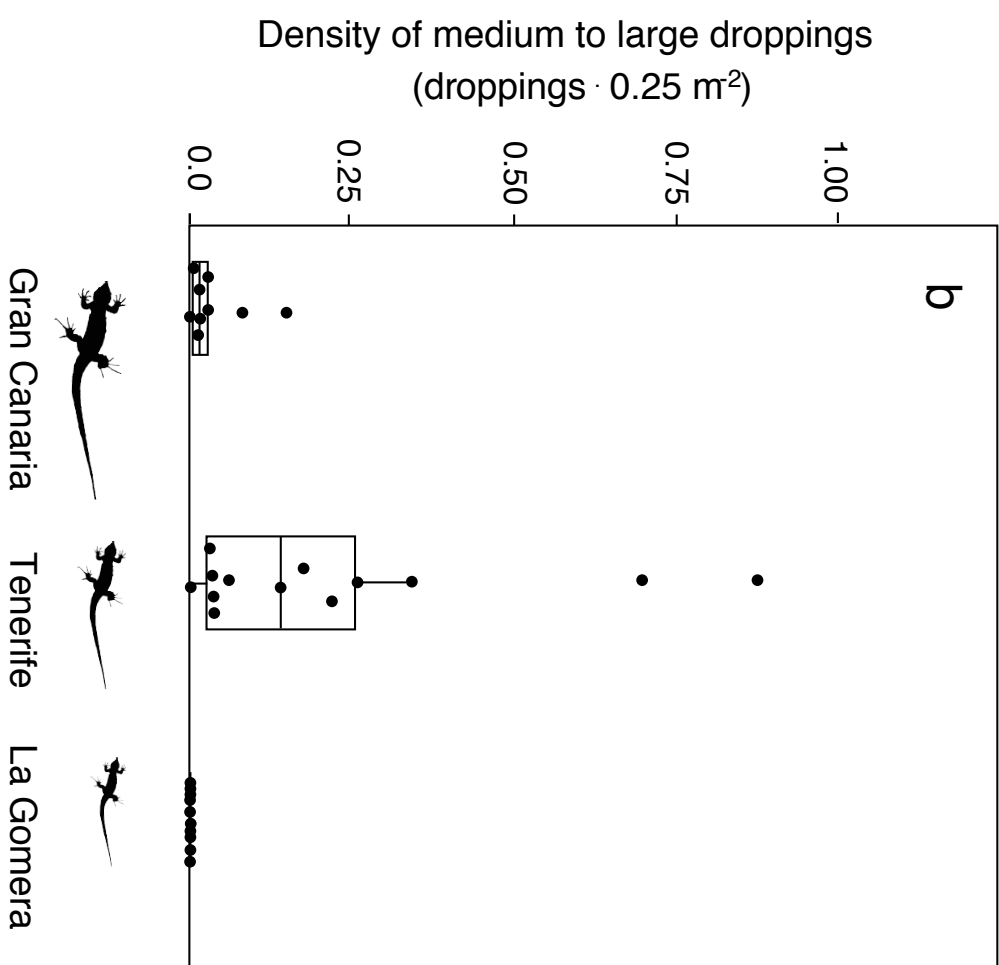 Density of medium to large droppings
(droppings · 0.25 m-2)
0.0
0.25
0.50
0.75
1.00
b
Gran Canaria
Tenerife
La Gomera